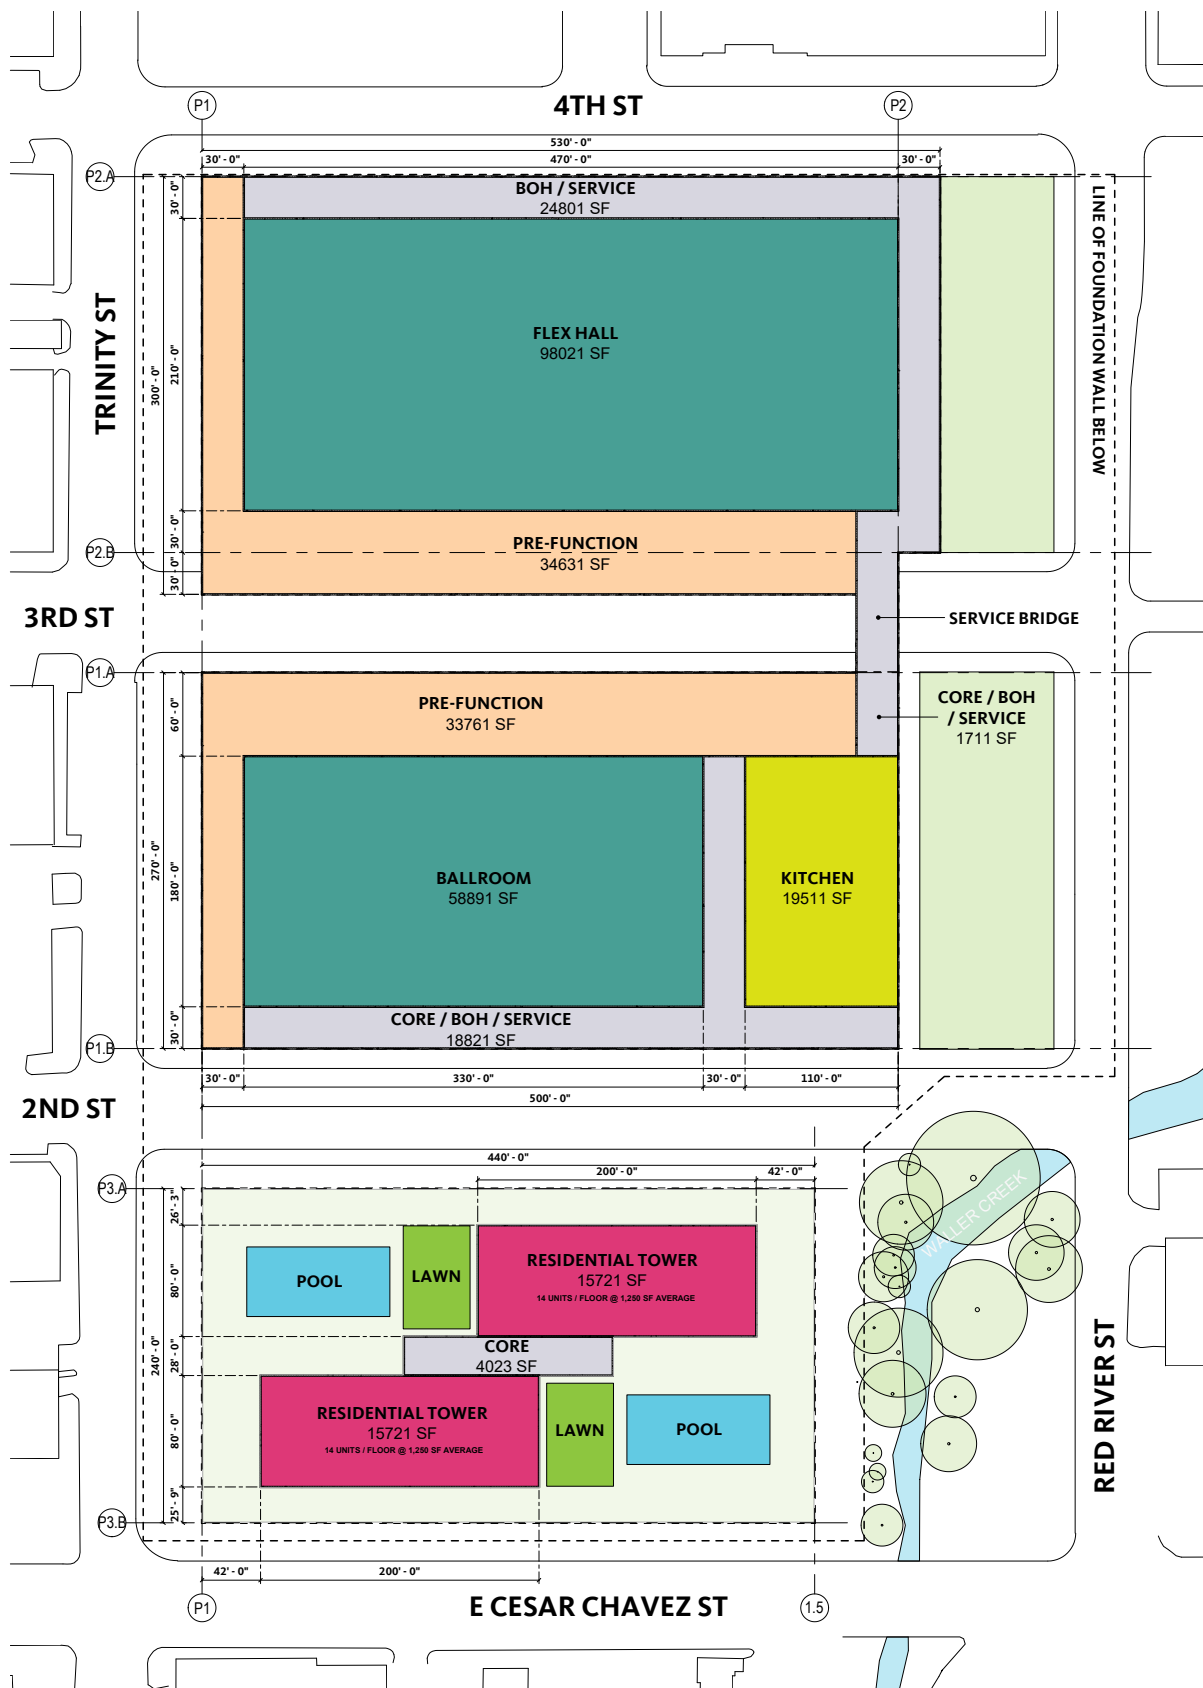 P1
4TH ST
P2
530' - 0"
30' - 0"
470' - 0"
30' - 0"
P2.A
BOH / SERVICE
24801 SF
30' - 0"
LINE OF FOUNDATION WALL BELOW
TRINITY ST
FLEX HALL
98021 SF
300' - 0"
210' - 0"
P2.B
30' - 0"
PRE-FUNCTION
34631 SF
30' - 0"
3RD ST
SERVICE BRIDGE
P1.A
60' - 0"
PRE-FUNCTION
33761 SF
CORE / BOH
/ SERVICE
1711 SF
270' - 0"
180' - 0"
BALLROOM
58891 SF
KITCHEN
19511 SF
30' - 0"
CORE / BOH / SERVICE
18821 SF
P1.B
30' - 0"
330' - 0"
30' - 0"
110' - 0"
500' - 0"
2ND ST
440' - 0"
200' - 0"
42' - 0"
P3.A
26' - 3"
WALLER CREEK
80' - 0"
POOL
LAWN
RESIDENTIAL TOWER
15721 SF
14 UNITS / FLOOR @ 1,250 SF AVERAGE
240' - 0"
28' - 0"
CORE
4023 SF
RED RIVER ST
80' - 0"
RESIDENTIAL TOWER
15721 SF
14 UNITS / FLOOR @ 1,250 SF AVERAGE
LAWN
POOL
25' - 9"
P3.B
42' - 0"
200' - 0"
P1
E CESAR CHAVEZ ST
1.5